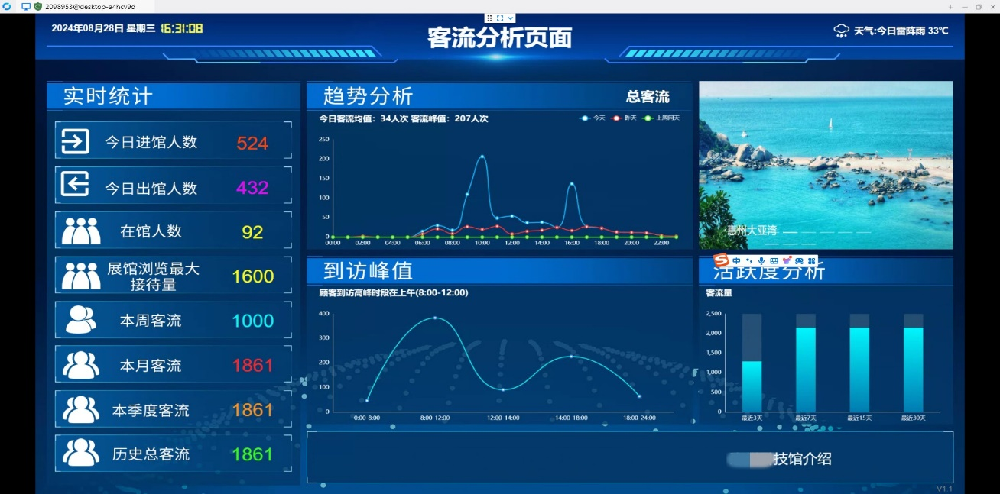 2098953@desktop-a4hcv9d
2024年08月28日 星期三 16:31:08
客流分析页面
天气:今日雷阵雨 33℃
实时统计
今日进馆人数 524
今日出馆人数 432
在馆人数 92
展馆浏览最大
接待量 1600
本周客流 1000
本月客流 1861
本季度客流 1861
历史总客流 1861
趋势分析 总客流
今日客流均值：34人次 客流峰值：207人次
今天 昨天 上周同天
250
200
150
100
50
0
00:00 02:00 04:00 06:00 08:00 10:00 12:00 14:00 16:00 18:00 20:00 22:00
惠州大亚湾
到访峰值
顾客到访高峰时段在上午(8:00-12:00)
400
300
200
100
0
0:00-8:00 8:00-12:00 12:00-14:00 14:00-18:00 18:00-24:00
S 中
活跃度分析
客流量
2,500
2,000
1,500
1,000
500
0
最近3天 最近7天 最近15天 最近30天
技馆介绍
V1.1